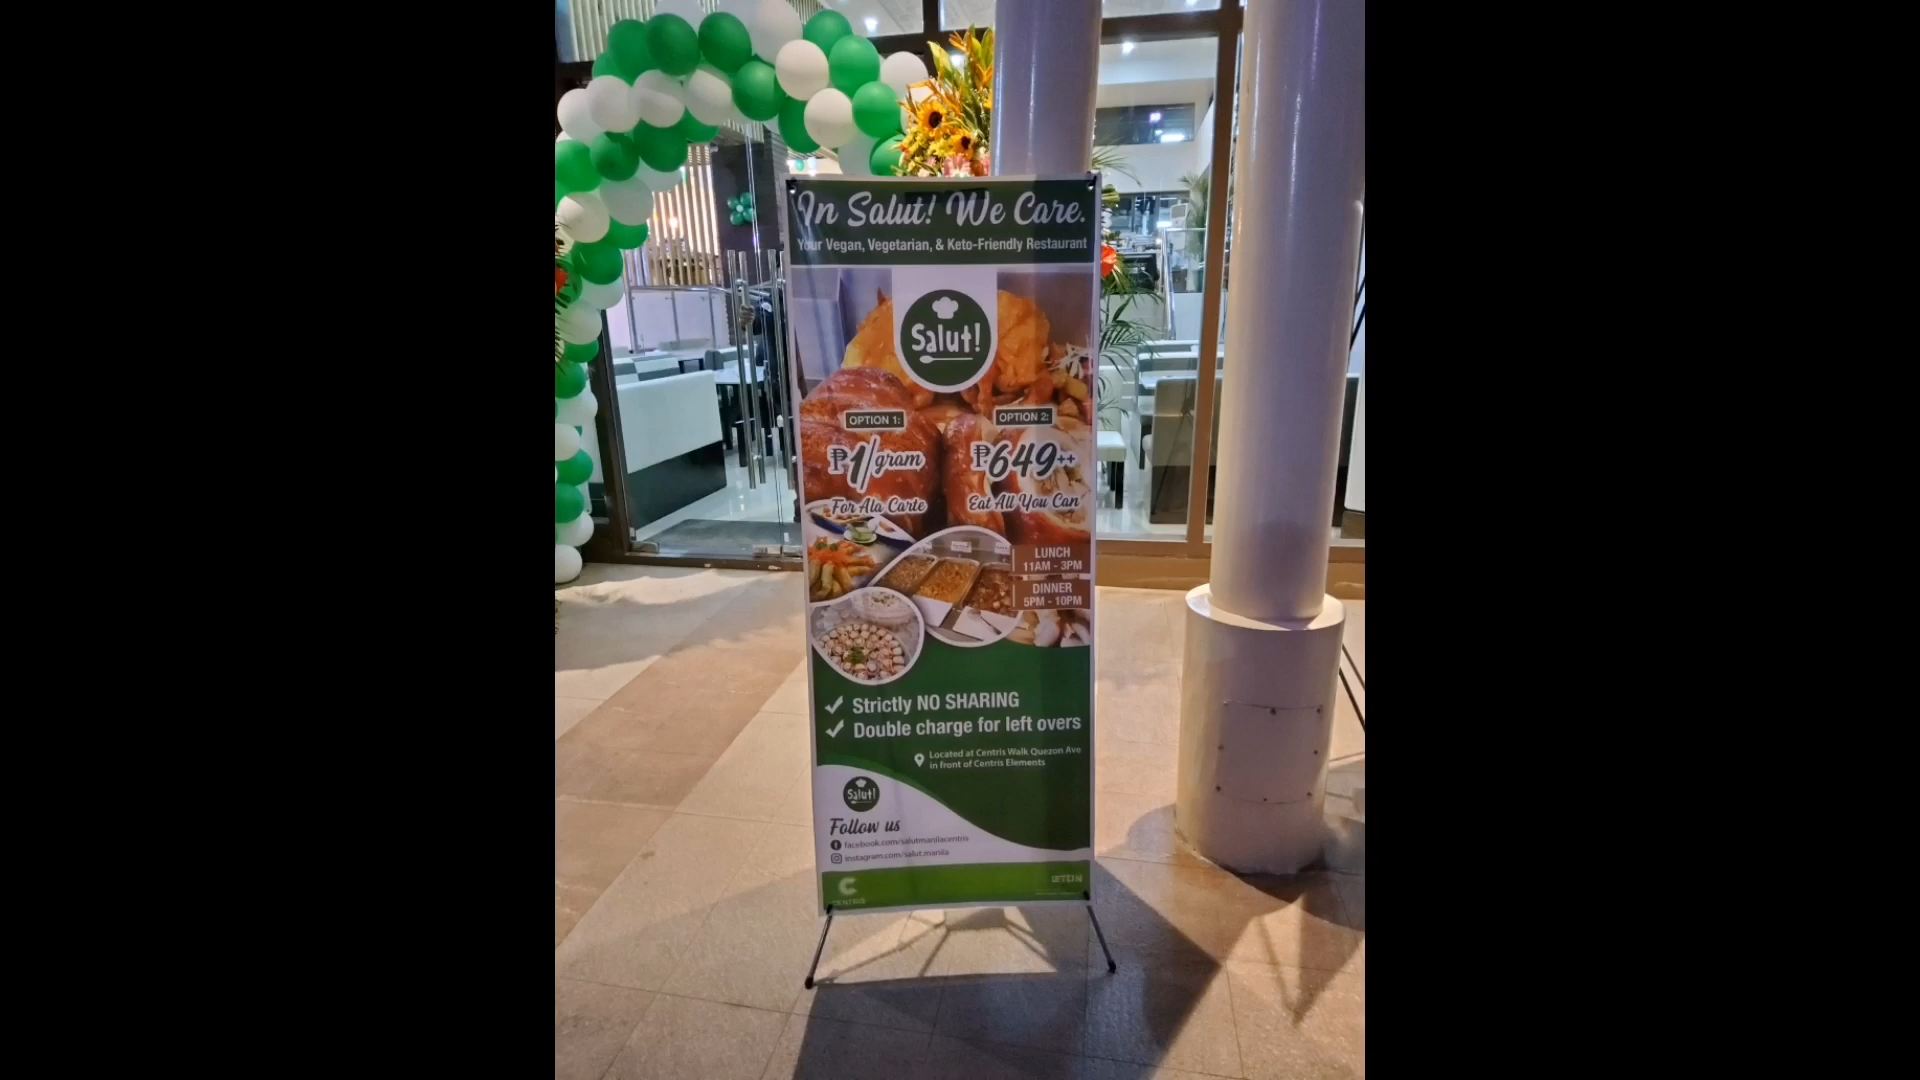 In Salut! We Care.
Your Vegan, Vegetarian, & Keto-Friendly Restaurant
Salut!
OPTION 1:
₱1/gram
For Ala Carte
OPTION 2:
₱649++
Eat All You Can
LUNCH
11AM - 3PM
DINNER
5PM - 10PM
Strictly NO SHARING
Double charge for left overs
Located at Centris Walk Quezon Ave
in front of Centris Elements
Salut!
Follow us
facebook.com/salutmanilacentris
instagram.com/salut.manila
CENTRIS